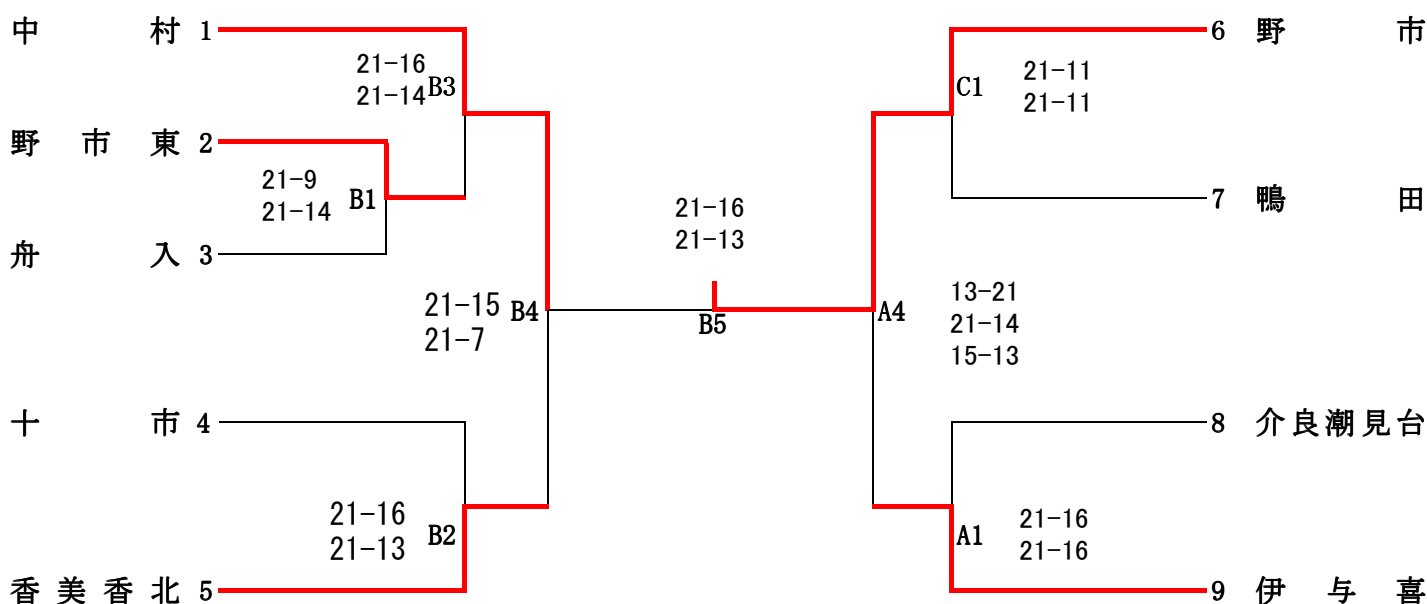 中村 1
21-16
21-14
B3
野市東 2
21-9
21-14
B1
舟入 3
21-15
21-7
B4
十市 4
21-16
21-13
B2
香美香北 5
21-16
21-13
B5
6 野市
C1
21-11
21-11
7 鴨田
A4
13-21
21-14
15-13
8 介良潮見台
A1
21-16
21-16
9 伊与喜